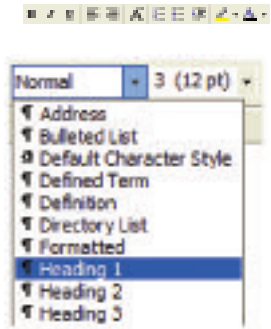 B I U A
Normal 3 (12 pt)
¶ Address
¶ Bulleted List
a Default Character Style
¶ Defined Term
¶ Definition
¶ Directory List
¶ Formatted
¶ Heading 1
¶ Heading 2
¶ Heading 3